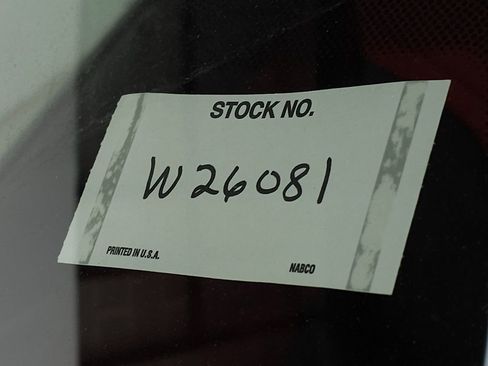 STOCK NO.
W26081
PRINTED IN U.S.A. NABCO